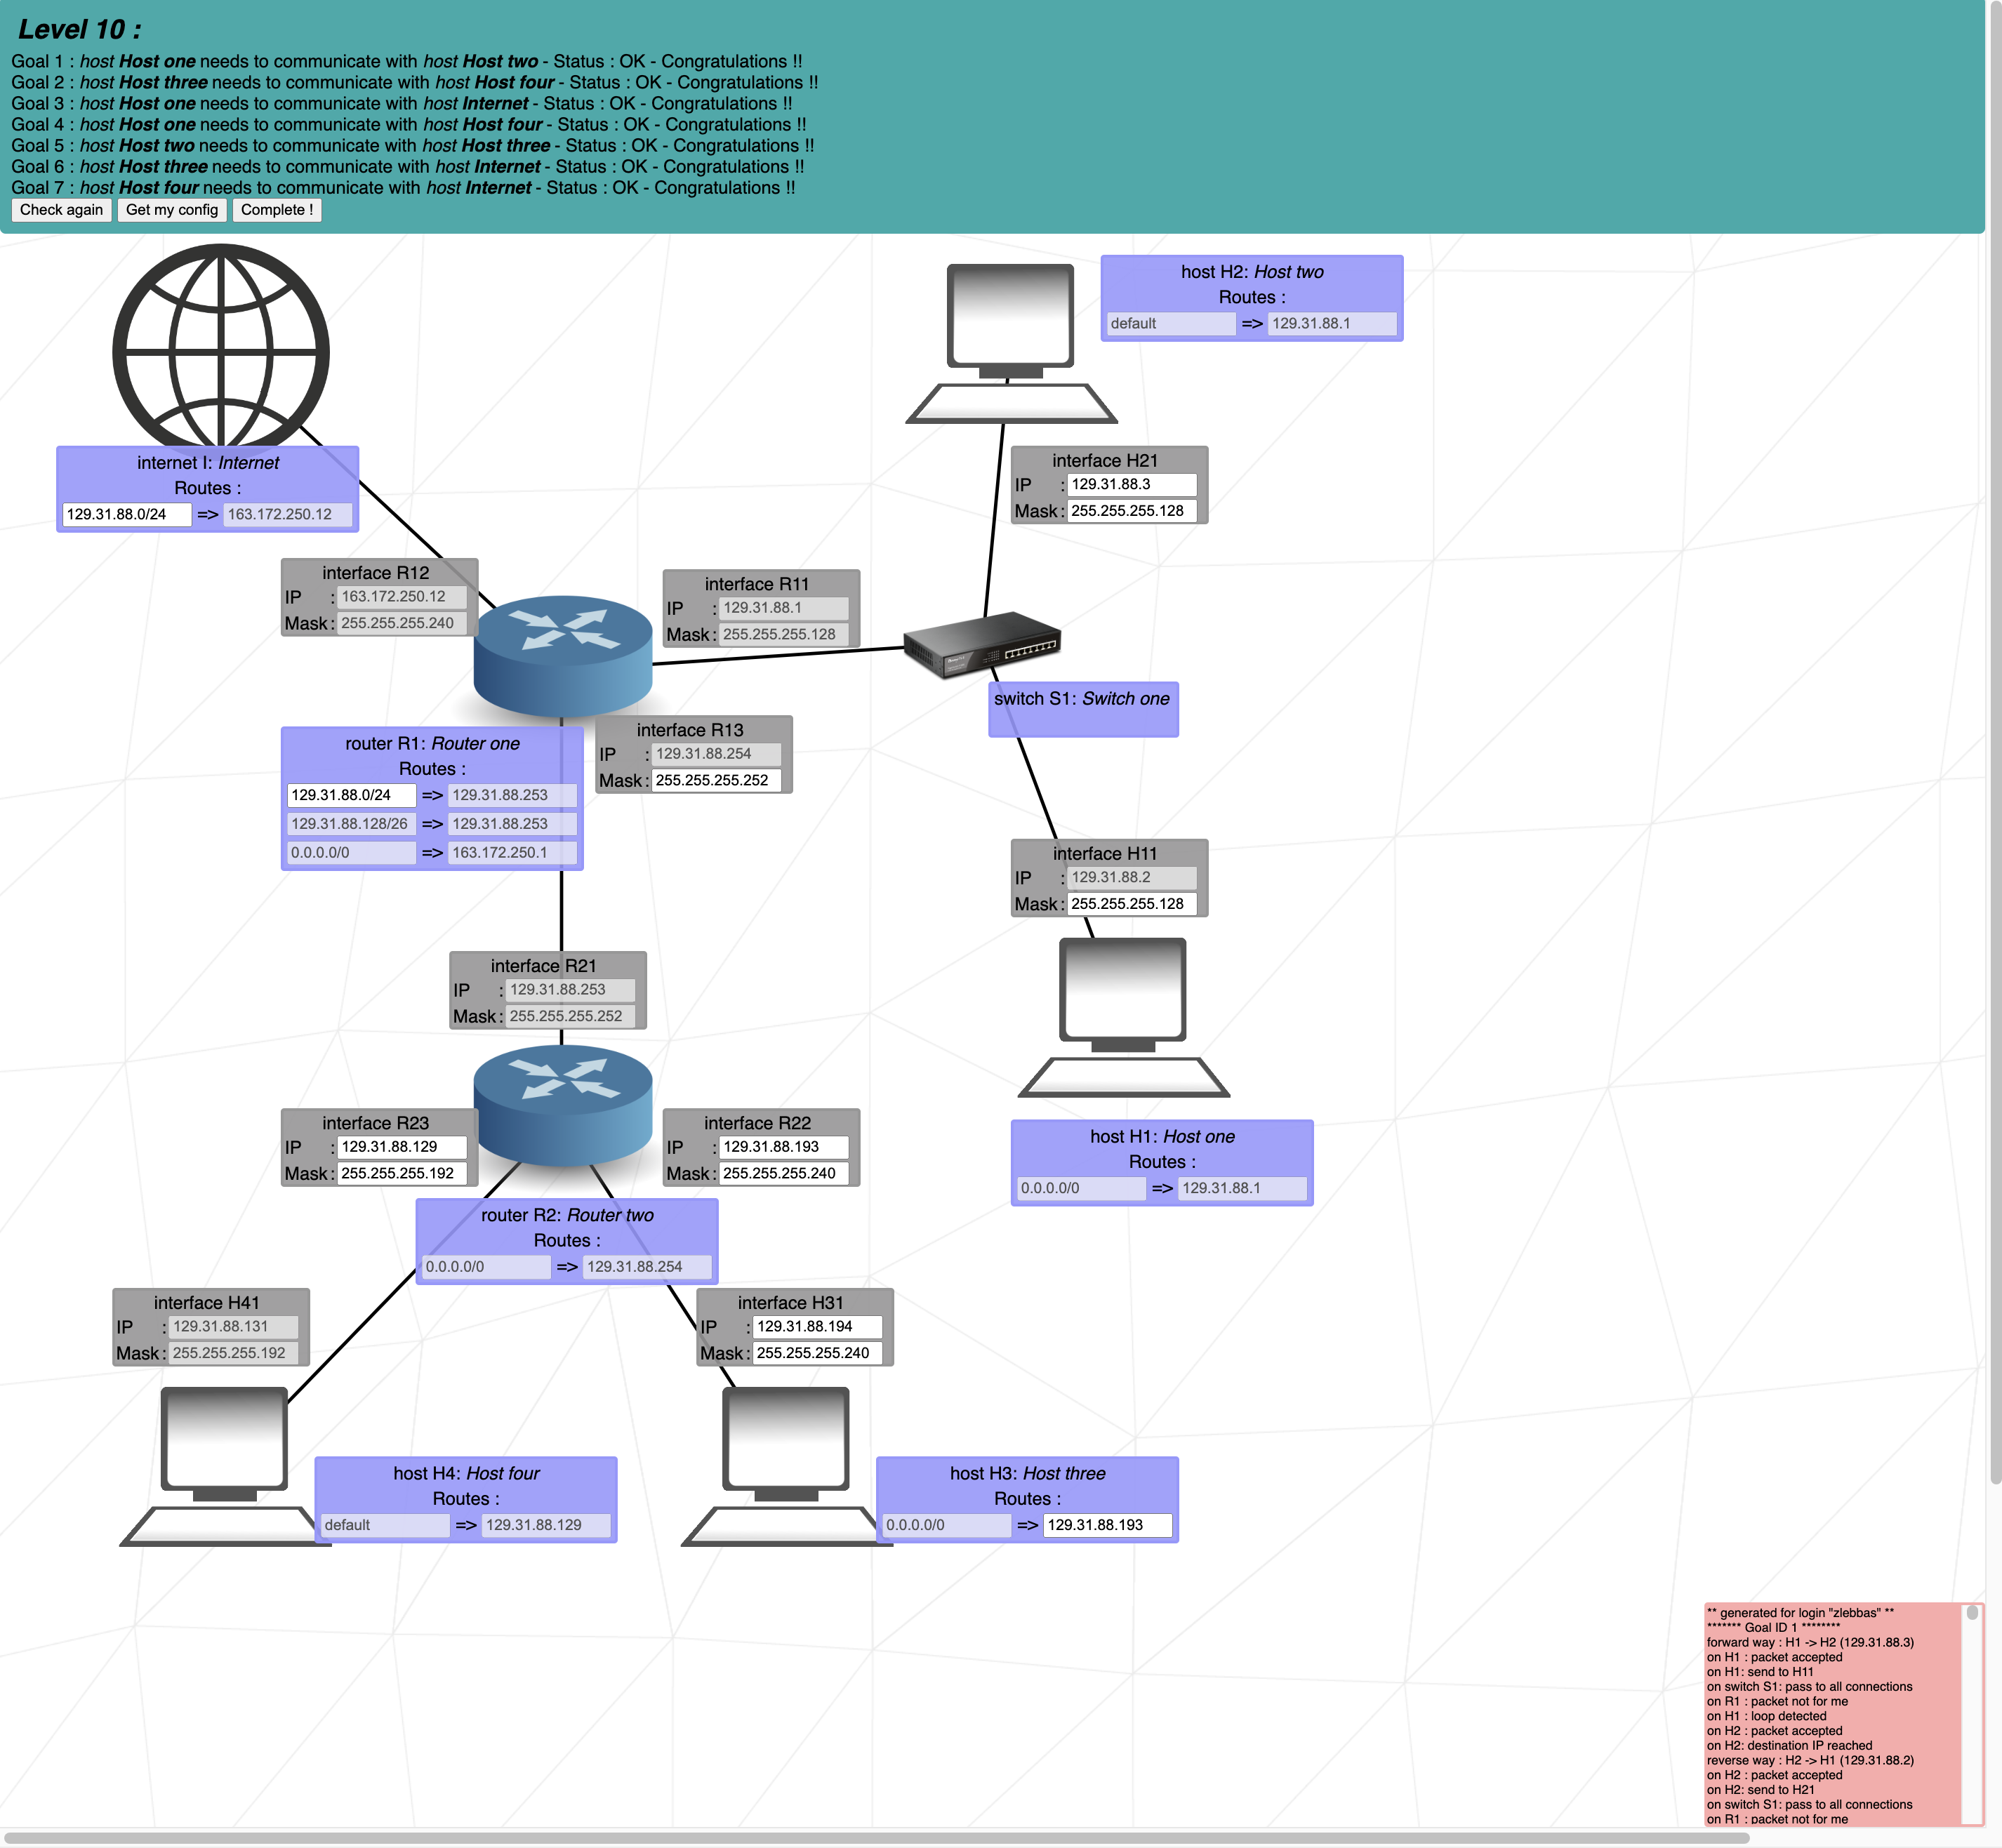 Level 10 :
Goal 1 : host Host one needs to communicate with host Host two - Status : OK - Congratulations !!
Goal 2 : host Host three needs to communicate with host Host four - Status : OK - Congratulations !!
Goal 3 : host Host one needs to communicate with host Internet - Status : OK - Congratulations !!
Goal 4 : host Host one needs to communicate with host Host four - Status : OK - Congratulations !!
Goal 5 : host Host two needs to communicate with host Host three - Status : OK - Congratulations !!
Goal 6 : host Host three needs to communicate with host Internet - Status : OK - Congratulations !!
Goal 7 : host Host four needs to communicate with host Internet - Status : OK - Congratulations !!
Check again Get my config Complete !
host H2: Host two
Routes :
default => 129.31.88.1
interface H21
IP : 129.31.88.3
Mask : 255.255.255.128
internet I: Internet
Routes :
129.31.88.0/24 => 163.172.250.12
interface R12
IP : 163.172.250.12
Mask : 255.255.255.240
interface R11
IP : 129.31.88.1
Mask : 255.255.255.128
switch S1: Switch one
interface R13
IP : 129.31.88.254
Mask : 255.255.255.252
router R1: Router one
Routes :
129.31.88.0/24 => 129.31.88.253
129.31.88.128/26 => 129.31.88.253
0.0.0.0/0 => 163.172.250.1
interface H11
IP : 129.31.88.2
Mask : 255.255.255.128
interface R21
IP : 129.31.88.253
Mask : 255.255.255.252
interface R23
IP : 129.31.88.129
Mask : 255.255.255.192
interface R22
IP : 129.31.88.193
Mask : 255.255.255.240
host H1: Host one
Routes :
0.0.0.0/0 => 129.31.88.1
router R2: Router two
Routes :
0.0.0.0/0 => 129.31.88.254
interface H41
IP : 129.31.88.131
Mask : 255.255.255.192
interface H31
IP : 129.31.88.194
Mask : 255.255.255.240
host H4: Host four
Routes :
default => 129.31.88.129
host H3: Host three
Routes :
0.0.0.0/0 => 129.31.88.193
** generated for login "zlebbas" **
******* Goal ID 1 ********
forward way : H1 -> H2 (129.31.88.3)
on H1 : packet accepted
on H1: send to H11
on switch S1: pass to all connections
on R1 : packet not for me
on H1 : loop detected
on H2 : packet accepted
on H2: destination IP reached
reverse way : H2 -> H1 (129.31.88.2)
on H2 : packet accepted
on H2: send to H21
on switch S1: pass to all connections
on R1 : packet not for me